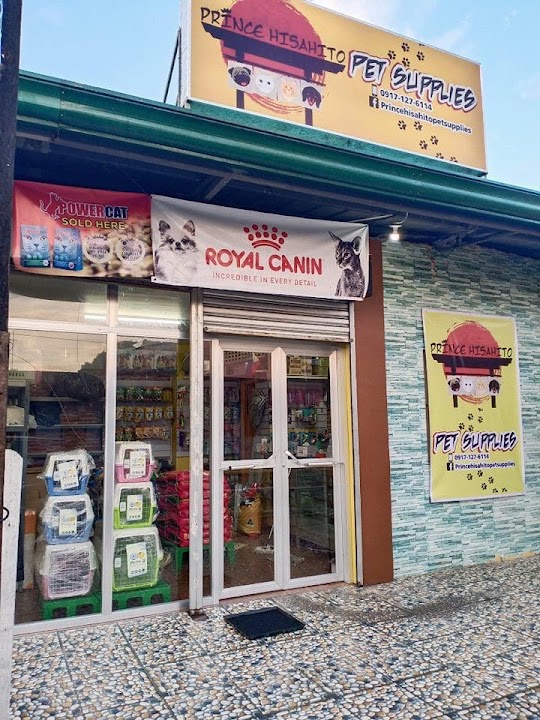 PRINCE HISAHITO
PET SUPPLIES
0917-127-6114
Princehisahitopetsupplies
POWERCAT
SOLD HERE
ROYAL CANIN
INCREDIBLE IN EVERY DETAIL
PRINCE HISAHITO
PET SUPPLIES
0917-127-6114
Princehisahitopetsupplies